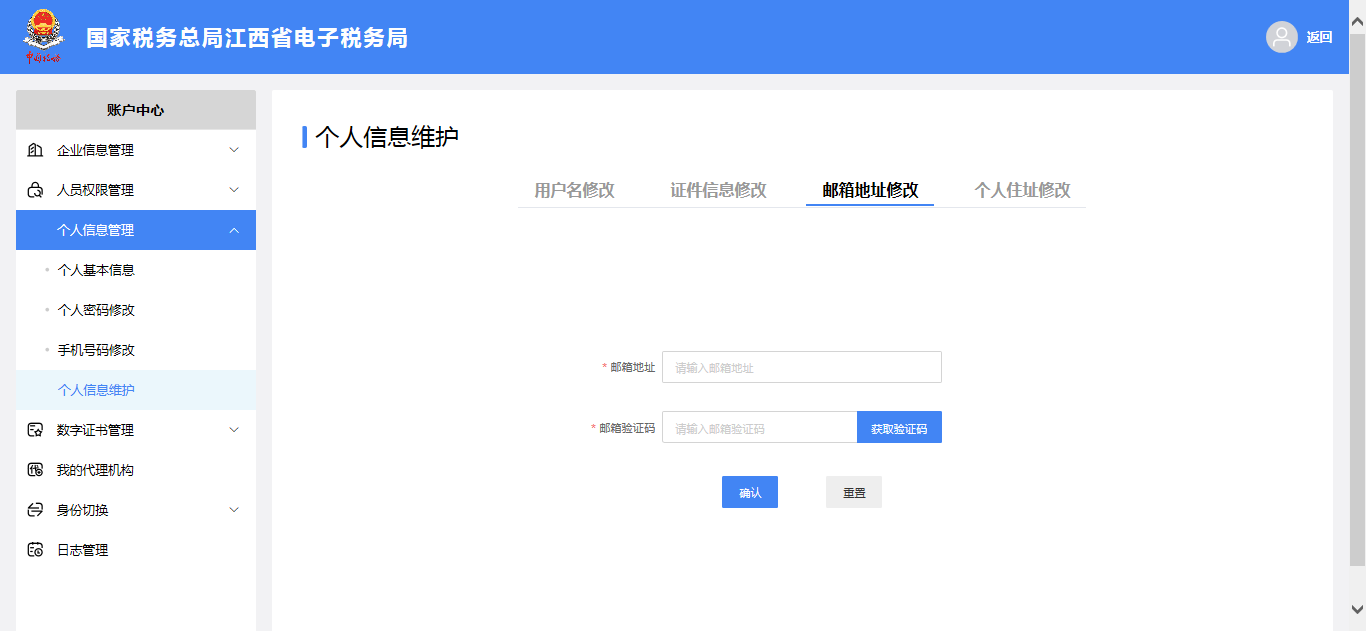 国家税务总局江西省电子税务局
返回
账户中心
企业信息管理
人员权限管理
个人信息管理
个人基本信息
个人密码修改
手机号码修改
个人信息维护
数字证书管理
我的代理机构
身份切换
日志管理
个人信息维护
用户名修改 证件信息修改 邮箱地址修改 个人住址修改
* 邮箱地址 请输入邮箱地址
* 邮箱验证码 请输入邮箱验证码 获取验证码
确认 重置